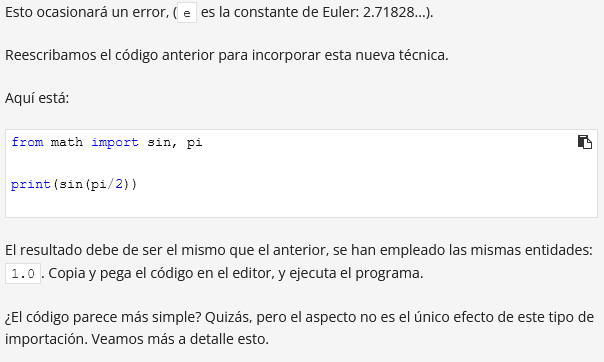 Esto ocasionará un error, ( e es la constante de Euler: 2.71828...).
Reescribamos el código anterior para incorporar esta nueva técnica.
Aquí está:
from math import sin, pi
print(sin(pi/2))
El resultado debe de ser el mismo que el anterior, se han empleado las mismas entidades:
1.0 . Copia y pega el código en el editor, y ejecuta el programa.
¿El código parece más simple? Quizás, pero el aspecto no es el único efecto de este tipo de
importación. Veamos más a detalle esto.